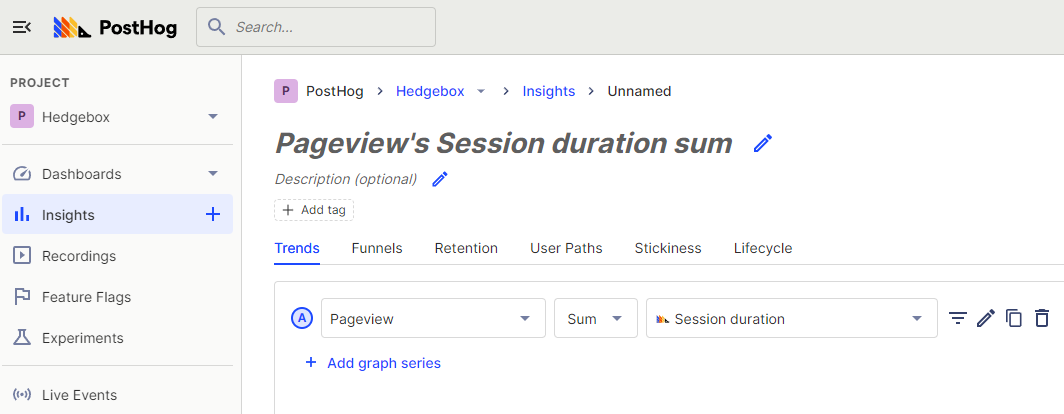 PostHog
Search...
PROJECT
P Hedgebox
Dashboards
Insights
Recordings
Feature Flags
Experiments
Live Events
P PostHog Hedgebox Insights Unnamed
Pageview's Session duration sum
Description (optional)
Add tag
Trends Funnels Retention User Paths Stickiness Lifecycle
A Pageview Sum Session duration
Add graph series